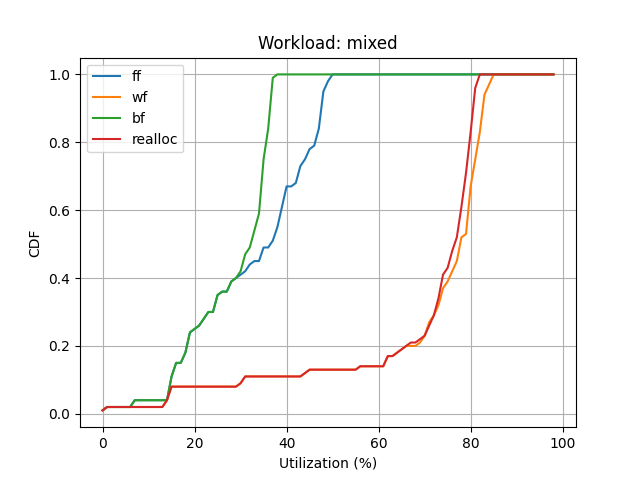 Workload: mixed
ff
wf
bf
realloc
1.0
0.8
0.6
0.4
0.2
0.0
CDF
0 20 40 60 80 100
Utilization (%)